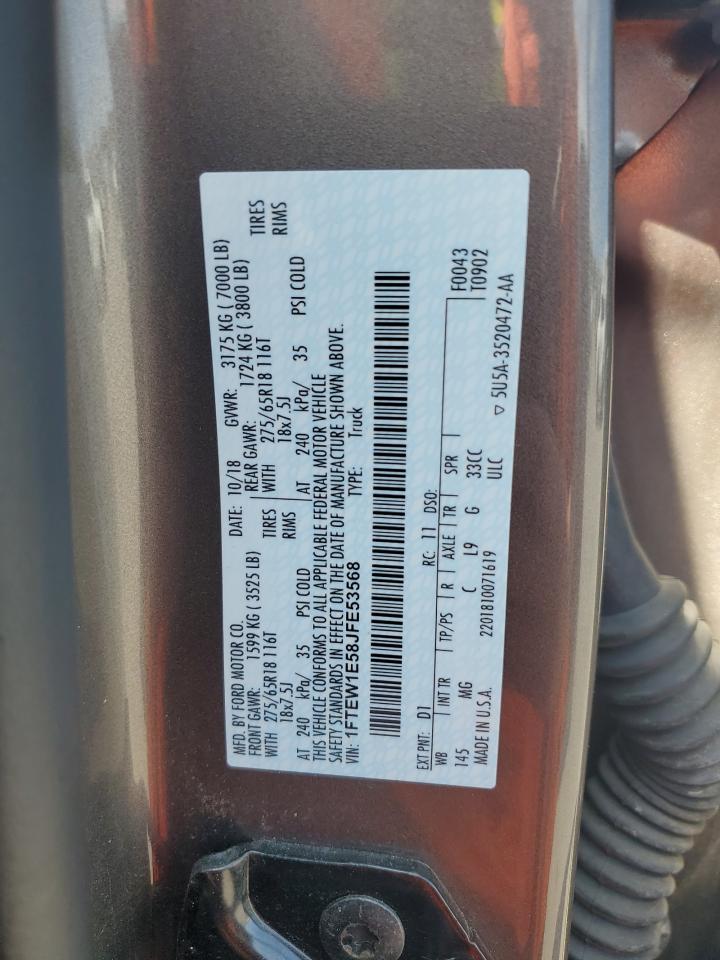 MFD. BY FORD MOTOR CO.
DATE: 10/18 GVWR: 3175 KG ( 7000 LB)
FRONT GAWR: 1599 KG ( 3525 LB) REAR GAWR: 1724 KG ( 3800 LB)
WITH 275/65R18 116T TIRES WITH 275/65R18 116T TIRES
18x7.5J RIMS 18x7.5J RIMS
AT 240 kPa/ 35 PSI COLD AT 240 kPa/ 35 PSI COLD
THIS VEHICLE CONFORMS TO ALL APPLICABLE FEDERAL MOTOR VEHICLE
SAFETY STANDARDS IN EFFECT ON THE DATE OF MANUFACTURE SHOWN ABOVE.
VIN: 1FTEW1E58JFE53568 TYPE: Truck
EXT PNT: D1 RC: 11 DSO: F0043
WB INT TR TP/PS R AXLE TR SPR T0902
145 MG C L9 G 33CC
MADE IN U.S.A. 2201810071619 ULC ▽ 5U5A-3520472-AA